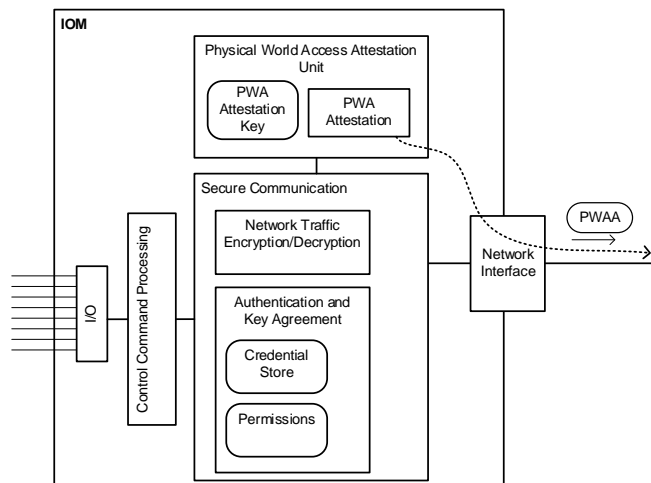 IOM
Physical World Access Attestation
Unit
PWA
Attestation
Key
PWA
Attestation
Secure Communication
Network Traffic
Encryption/Decryption
Authentication and
Key Agreement
Credential
Store
Permissions
Control Command Processing
I/O
Network
Interface
PWAA